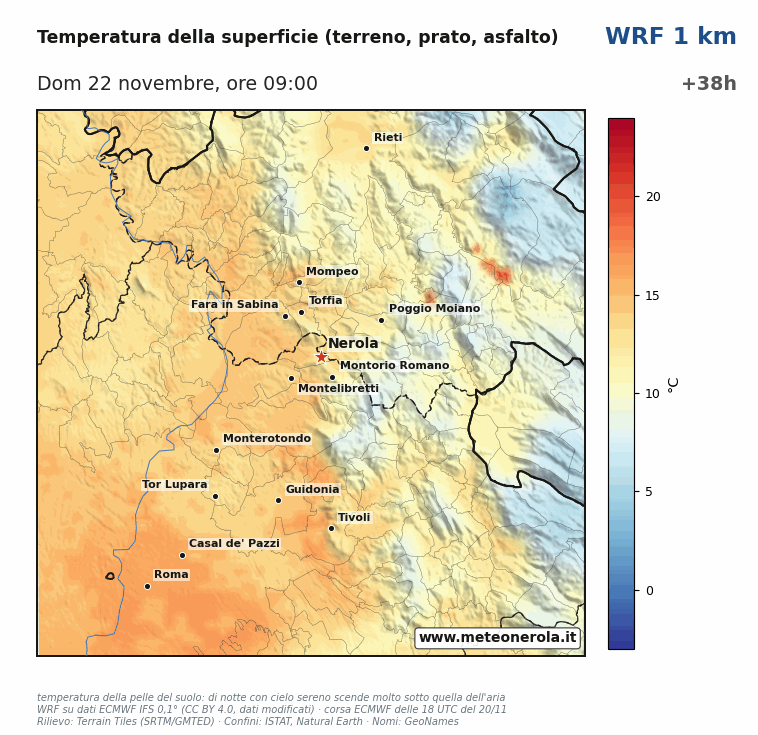 Temperatura della superficie (terreno, prato, asfalto)
WRF 1 km
Dom 22 novembre, ore 09:00
+38h
Rieti
Mompeo
Toffia
Fara in Sabina
Poggio Moiano
Nerola
Montorio Romano
Montelibretti
Monterotondo
Tor Lupara
Guidonia
Tivoli
Casal de' Pazzi
Roma
www.meteonerola.it
20
15
10
5
0
°C
temperatura della pelle del suolo: di notte con cielo sereno scende molto sotto quella dell'aria
WRF su dati ECMWF IFS 0,1° (CC BY 4.0, dati modificati) · corsa ECMWF delle 18 UTC del 20/11
Rilievo: Terrain Tiles (SRTM/GMTED) · Confini: ISTAT, Natural Earth · Nomi: GeoNames